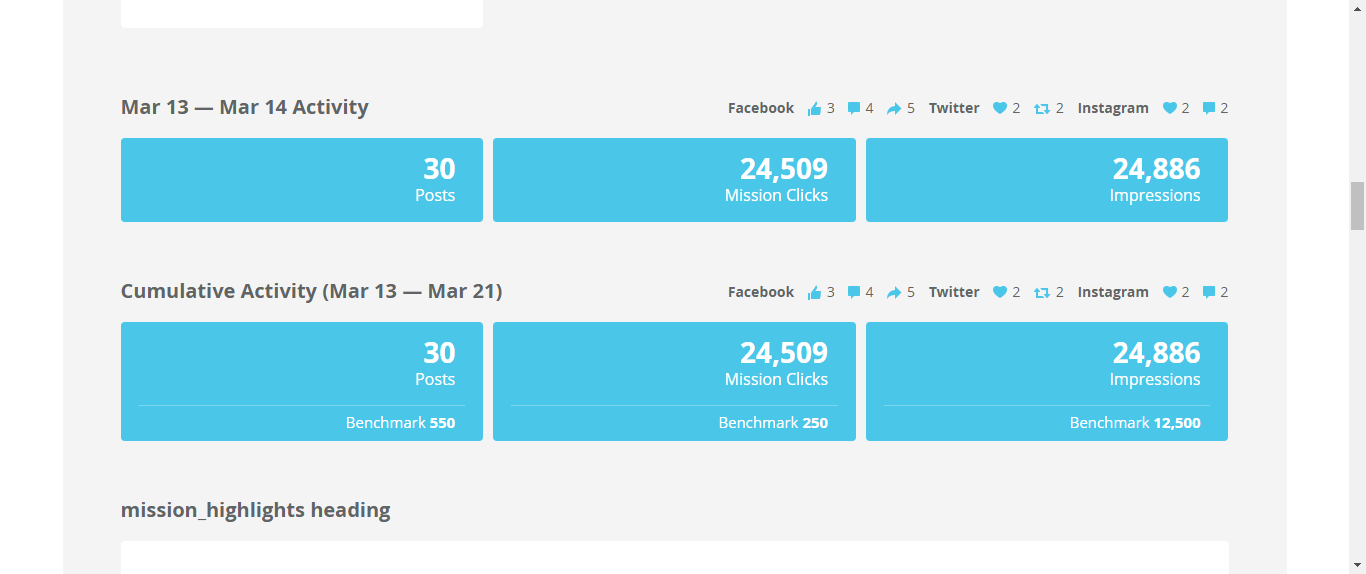 Mar 13 — Mar 14 Activity
Facebook 3 4 5 Twitter 2 2 Instagram 2 2
30
Posts
24,509
Mission Clicks
24,886
Impressions
Cumulative Activity (Mar 13 — Mar 21)
Facebook 3 4 5 Twitter 2 2 Instagram 2 2
30
Posts
Benchmark 550
24,509
Mission Clicks
Benchmark 250
24,886
Impressions
Benchmark 12,500
mission_highlights heading